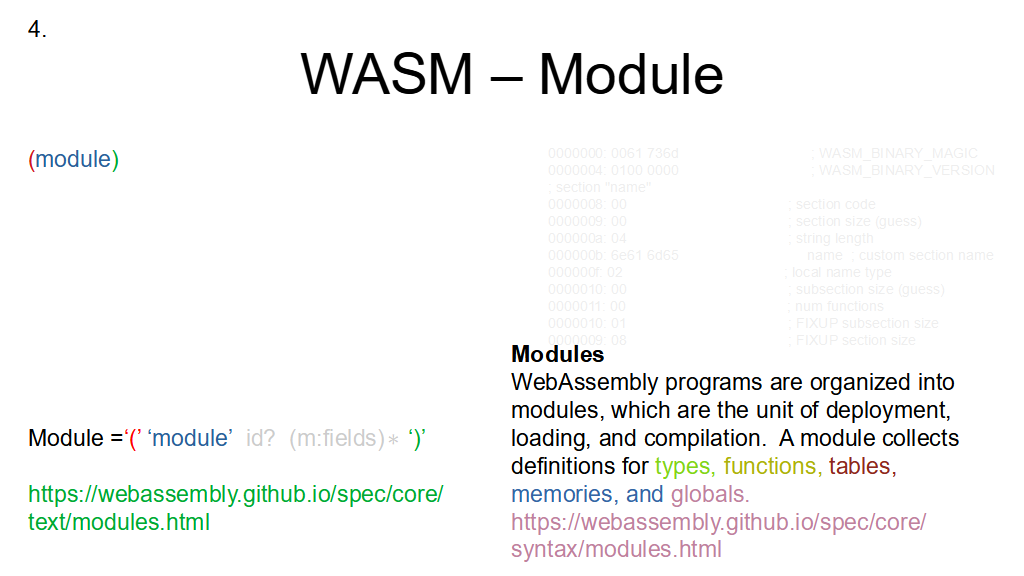 4.
WASM – Module
(module)
0000000: 0061 736d ; WASM_BINARY_MAGIC
0000004: 0100 0000 ; WASM_BINARY_VERSION
; section "name"
0000008: 00 ; section code
0000009: 00 ; section size (guess)
000000a: 04 ; string length
000000b: 6e61 6d65 name ; custom section name
000000f: 02 ; local name type
0000010: 00 ; subsection size (guess)
0000011: 00 ; num functions
0000010: 01 ; FIXUP subsection size
0000009: 08 ; FIXUP section size
Module =‘(’ ‘module’ id? (m:fields)∗ ‘)’
https://webassembly.github.io/spec/core/
text/modules.html
Modules
WebAssembly programs are organized into
modules, which are the unit of deployment,
loading, and compilation. A module collects
definitions for types, functions, tables,
memories, and globals.
https://webassembly.github.io/spec/core/
syntax/modules.html